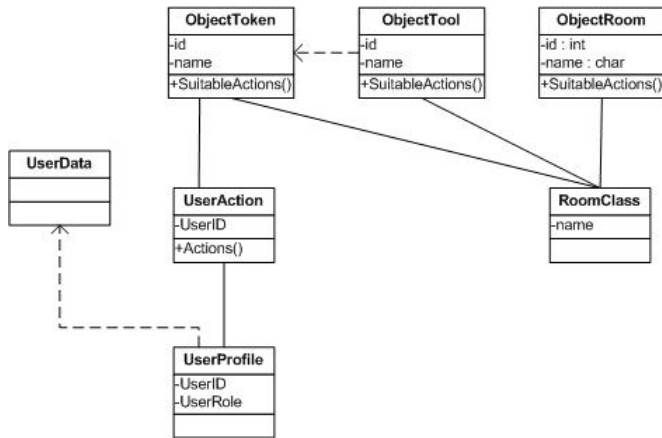 ObjectToken
-id
-name
+SuitableActions()
ObjectTool
-id
-name
+SuitableActions()
ObjectRoom
-id : int
-name : char
+SuitableActions()
UserData
UserAction
-UserID
+Actions()
RoomClass
-name
UserProfile
-UserID
-UserRole